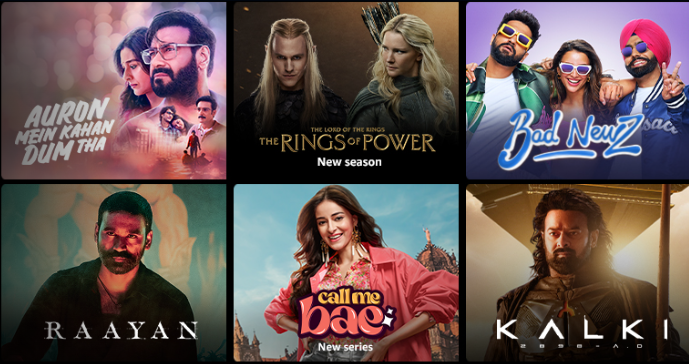 AURON
MEIN KAHAN
DUM THA
THE LORD OF THE RINGS
THE RINGS OF POWER
New season
Bad Newz
RAAYAN
call me
bae
New series
KALKI
2898-A.D